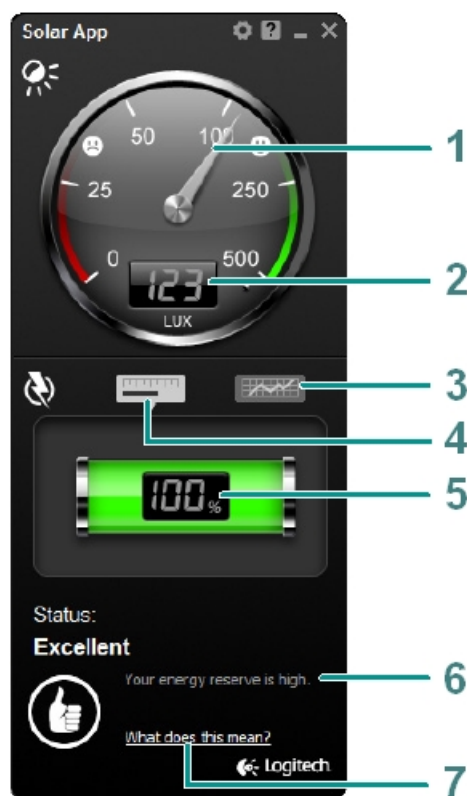 Solar App
50
100
25
250
0
500
123
LUX
100%
Status:
Excellent
Your energy reserve is high.
What does this mean?
Logitech
1
2
3
4
5
6
7